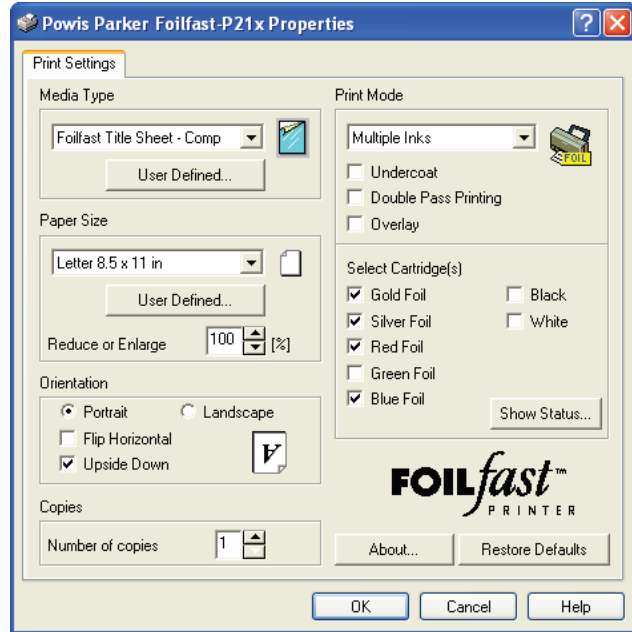 Powis Parker Foilfast-P21x Properties
Print Settings
Media Type
Foilfast Title Sheet - Comp
User Defined...
Paper Size
Letter 8.5 x 11 in
User Defined...
Reduce or Enlarge 100 [%]
Orientation
Portrait Landscape
Flip Horizontal
Upside Down
A
Copies
Number of copies 1
Print Mode
Multiple Inks
FOIL
Undercoat
Double Pass Printing
Overlay
Select Cartridge(s)
Gold Foil Black
Silver Foil White
Red Foil
Green Foil
Blue Foil
Show Status...
FOILfast™
PRINTER
About... Restore Defaults
OK Cancel Help